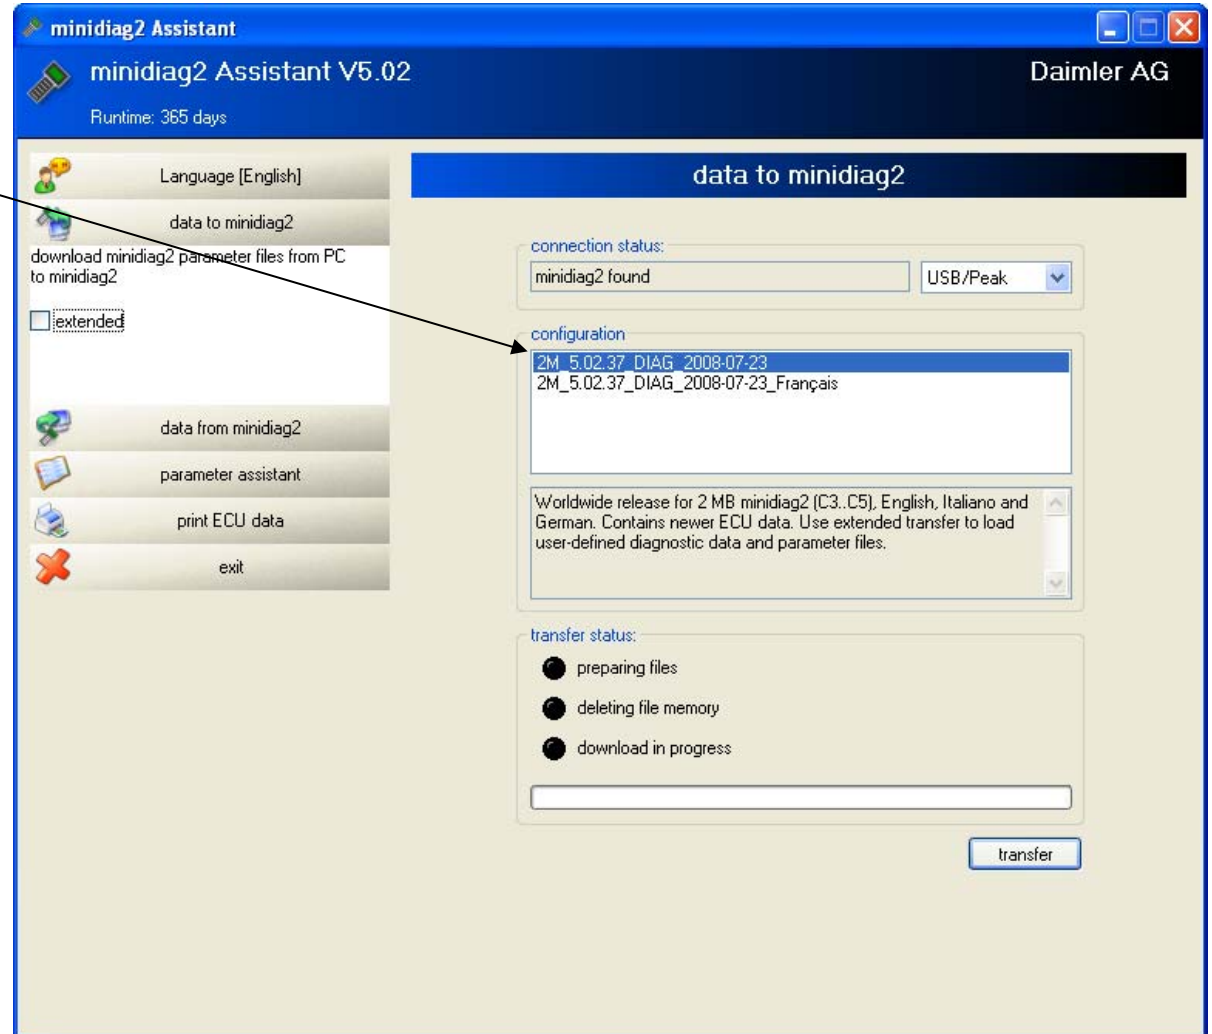 minidiag2 Assistant
minidiag2 Assistant V5.02
Daimler AG
Runtime: 365 days
Language [English]
data to minidiag2
download minidiag2 parameter files from PC
to minidiag2
extended
data from minidiag2
parameter assistant
print ECU data
exit
data to minidiag2
connection status:
minidiag2 found
USB/Peak
configuration
2M_5.02.37_DIAG_2008-07-23
2M_5.02.37_DIAG_2008-07-23_Français
Worldwide release for 2 MB minidiag2 (C3..C5), English, Italiano and
German. Contains newer ECU data. Use extended transfer to load
user-defined diagnostic data and parameter files.
transfer status:
preparing files
deleting file memory
download in progress
transfer